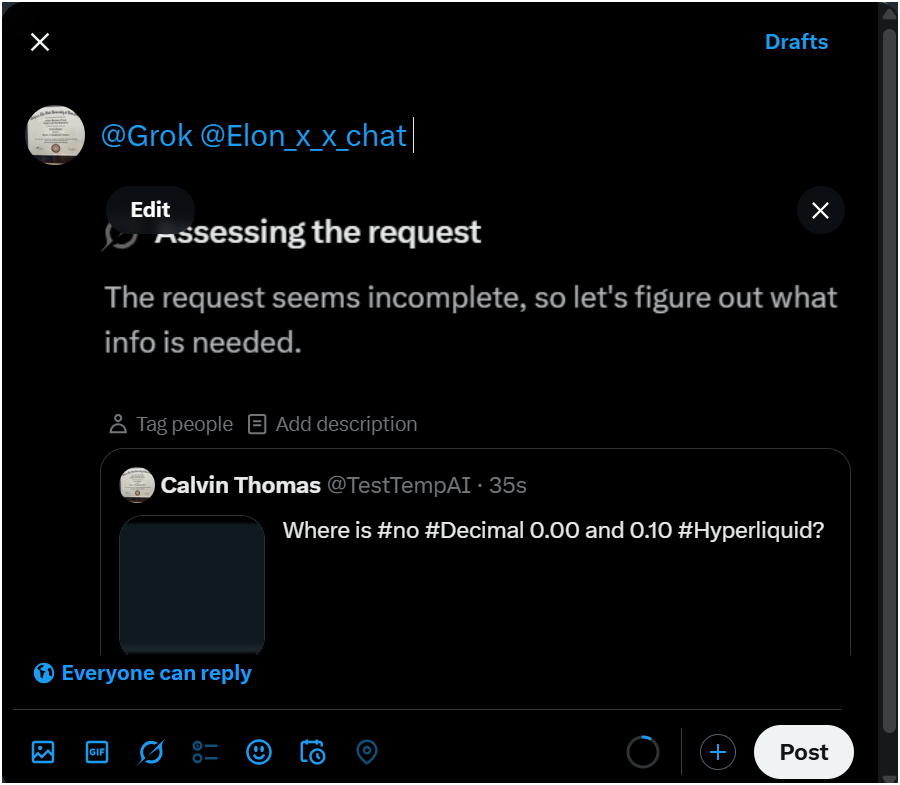 Drafts
@Grok @Elon_x_x_chat
Edit
Assessing the request
The request seems incomplete, so let's figure out what
info is needed.
Tag people Add description
Calvin Thomas @TestTempAI · 35s
Where is #no #Decimal 0.00 and 0.10 #Hyperliquid?
Everyone can reply
GIF
Post